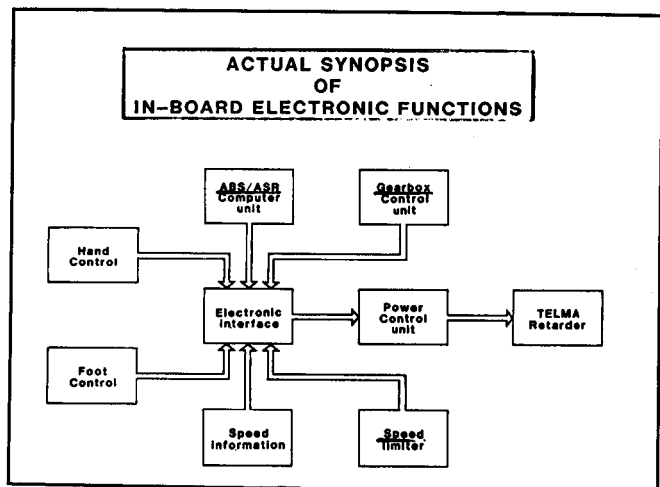 ACTUAL SYNOPSIS
OF
IN-BOARD ELECTRONIC FUNCTIONS
ABS/ASR
Computer
unit
Gearbox
Control
unit
Hand
Control
Electronic
interface
Power
Control
unit
TELMA
Retarder
Foot
Control
Speed
information
Speed
limiter